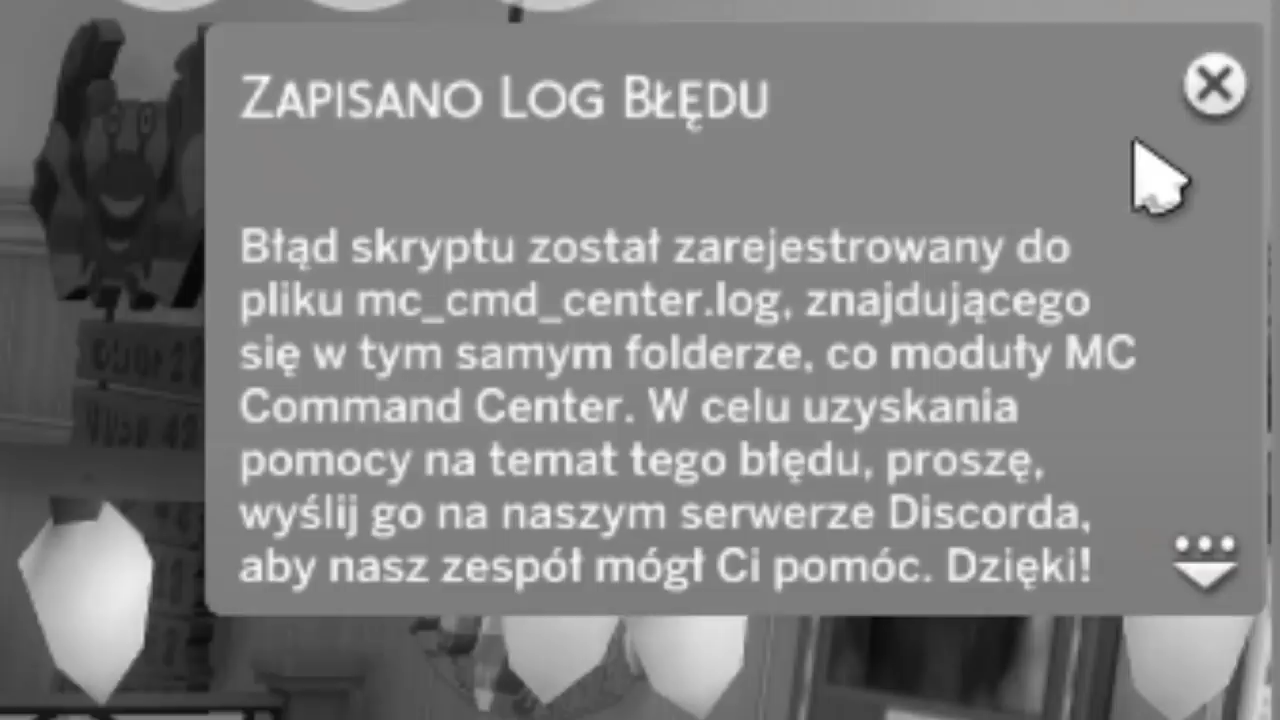 Zapisano Log Błędu
Błąd skryptu został zarejestrowany do
pliku mc_cmd_center.log, znajdującego
się w tym samym folderze, co moduły MC
Command Center. W celu uzyskania
pomocy na temat tego błędu, proszę,
wyślij go na naszym serwerze Discorda,
aby nasz zespół mógł Ci pomóc. Dzięki!